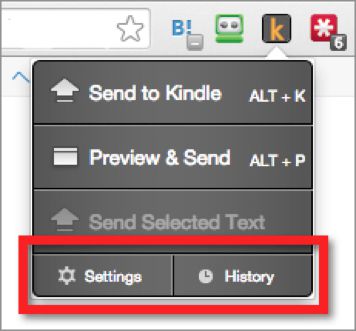 B!
k
6
Send to Kindle ALT + K
Preview & Send ALT + P
Send Selected Text
Settings History